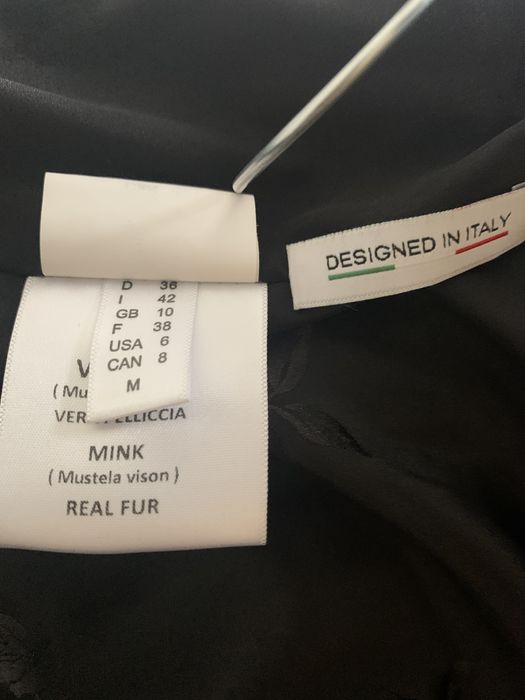 DESIGNED IN ITALY
D 36
I 42
GB 10
F 38
USA 6
CAN 8
M
MINK
( Mustela vison )
REAL FUR